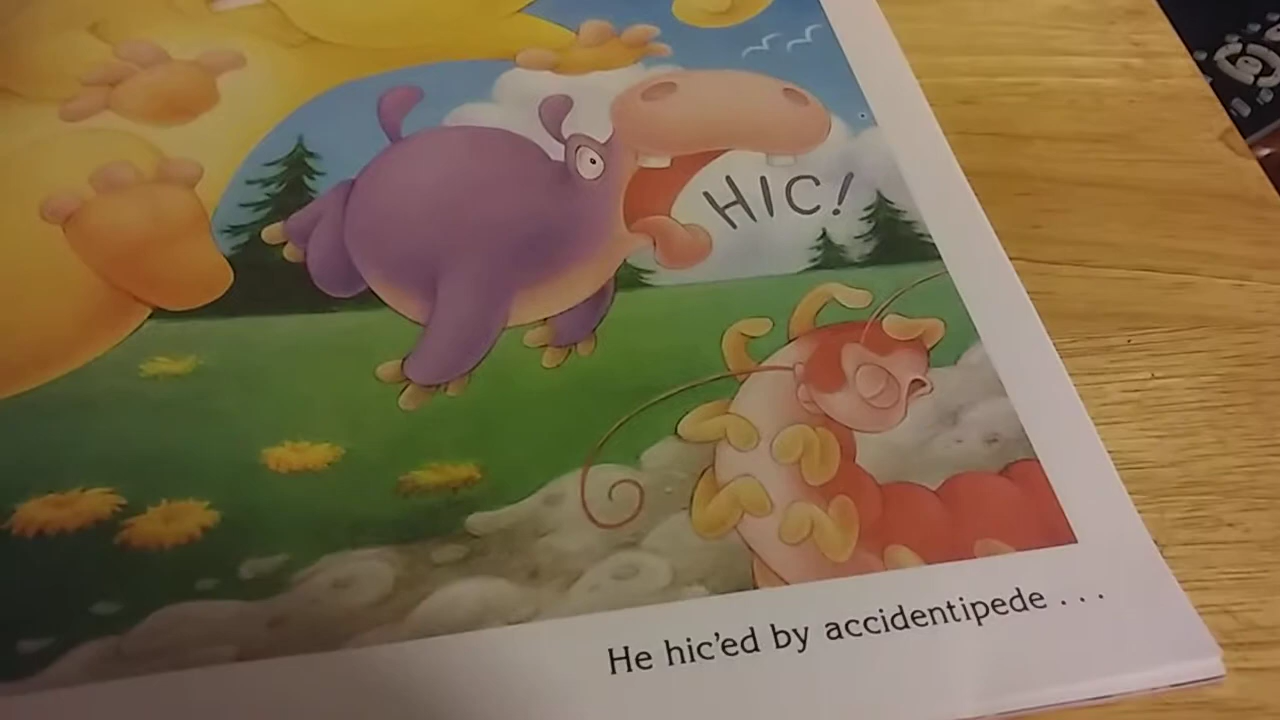 HIC!
He hic'ed by accidentipede . . .